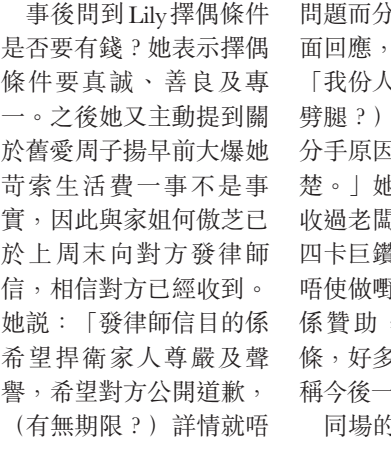 事後問到Lily擇偶條件
是否要有錢？她表示擇偶
條件要真誠、善良及專
一。之後她又主動提到關
於舊愛周子揚早前大爆她
苛索生活費一事不是事
實，因此與家姐何傲芝已
於上周末向對方發律師
信，相信對方已經收到。
她説：「發律師信目的係
希望捍衛家人尊嚴及聲
譽，希望對方公開道歉，
（有無期限？）詳情就唔
問題而分
面回應，
「我份人
劈腿？）
分手原因
楚。」她
收過老闆
四卡巨鑽
唔使做嘢
係贊助，
條，好多
稱今後一
同場的